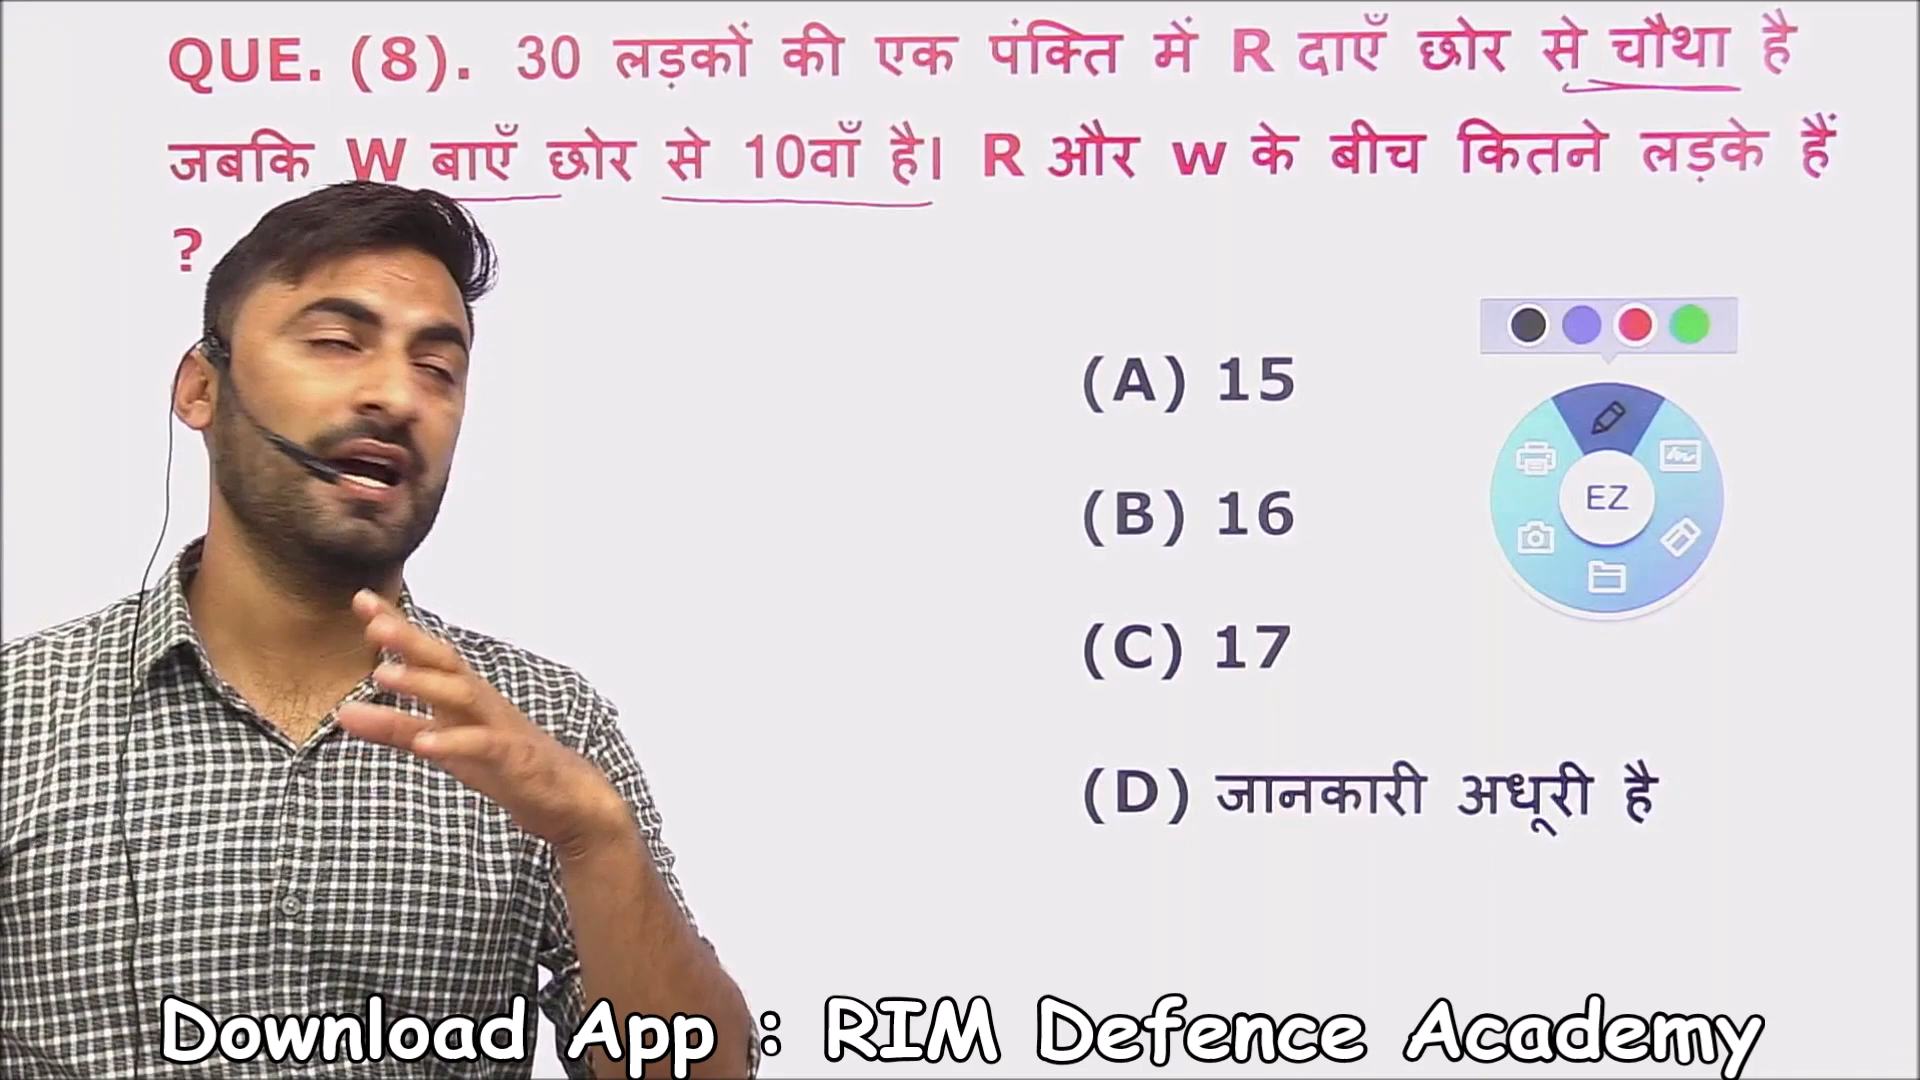 QUE. (8). 30 लड़कों की एक पंक्ति में R दाएँ छोर से चौथा है
जबकि W बाएँ छोर से 10वाँ है। R और w के बीच कितने लड़के हैं
?
(A) 15
(B) 16
(C) 17
(D) जानकारी अधूरी है
EZ
Download App : RIM Defence Academy